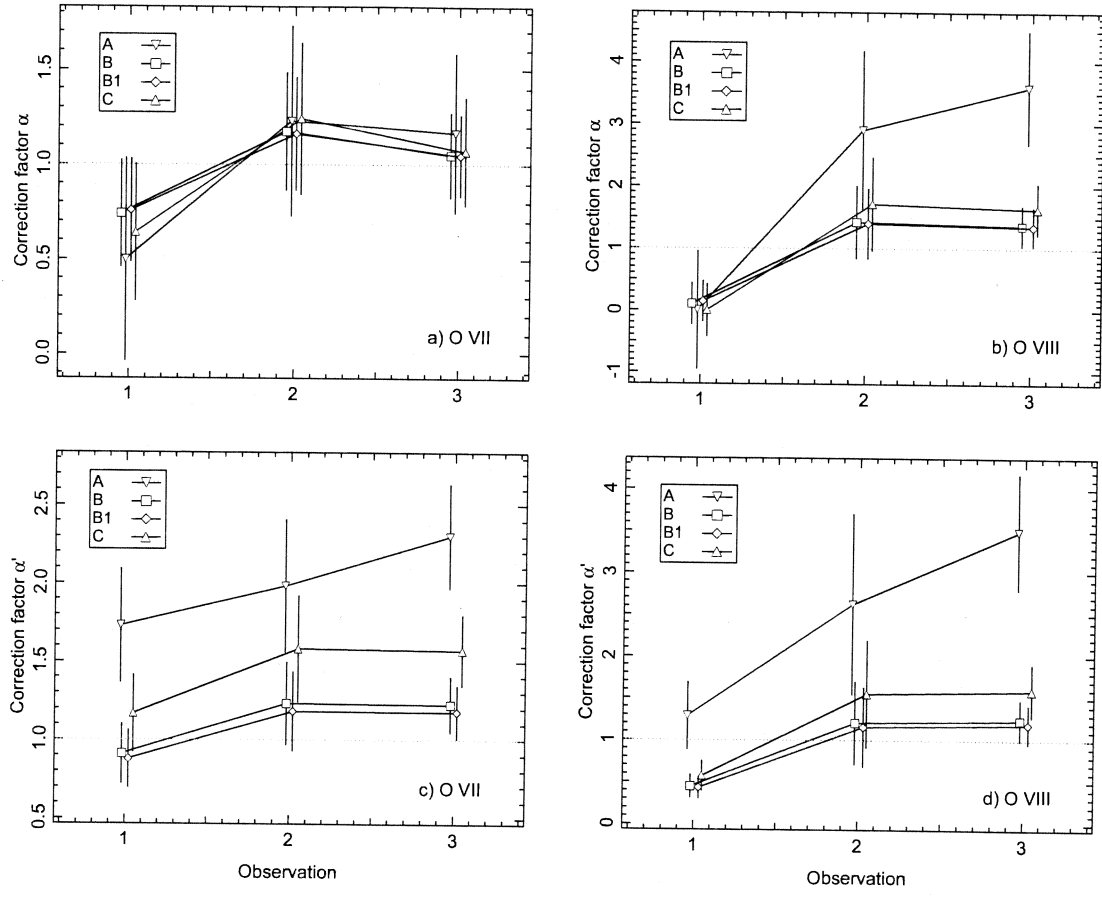 Correction factor α
1.5
1.0
0.5
0.0
A
B
B1
C
a) O VII
1 2 3
Correction factor α
4
3
2
1
0
-1
A
B
B1
C
b) O VIII
1 2 3
Correction factor α'
2.5
2.0
1.5
1.0
0.5
A
B
B1
C
c) O VII
1 2 3
Observation
Correction factor α'
4
3
2
1
0
A
B
B1
C
d) O VIII
1 2 3
Observation